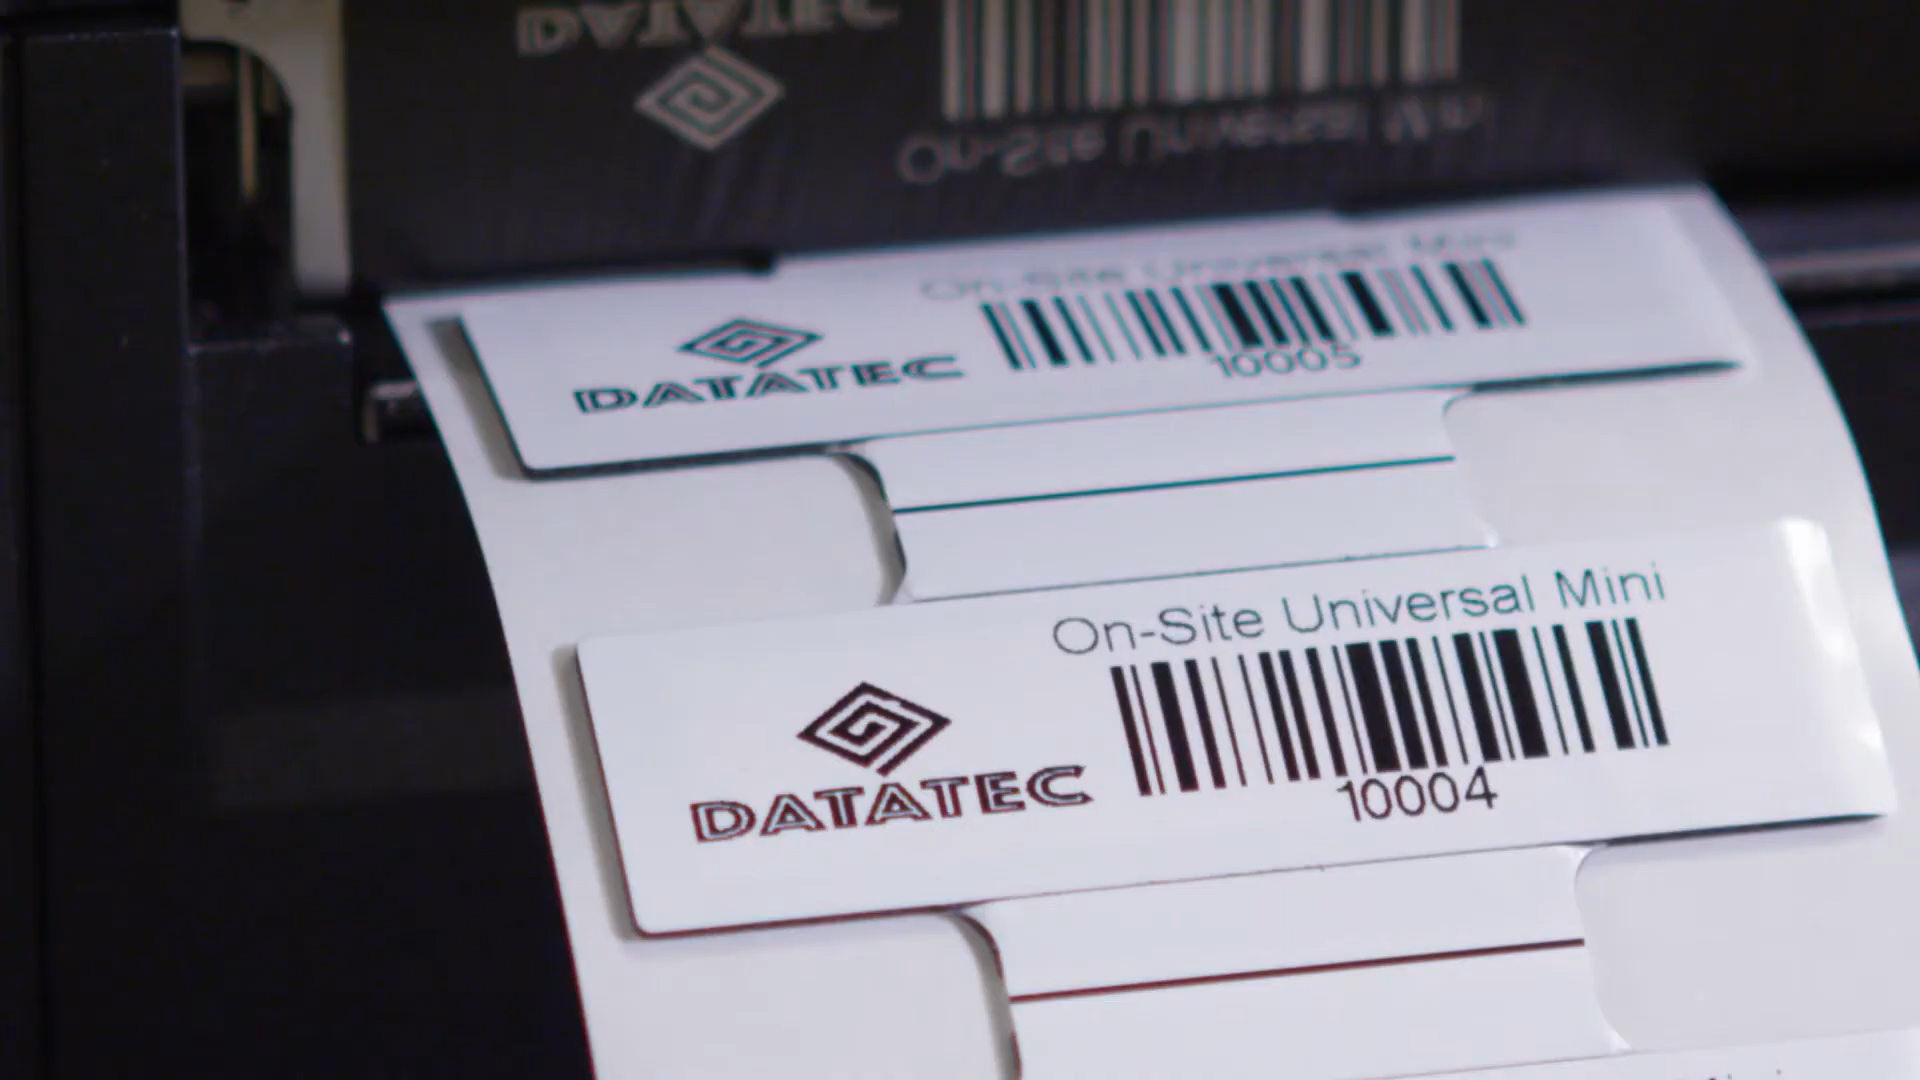 DATATEC
On-Site Universal Mini
On-Site Universal Mini
10005
DATATEC
On-Site Universal Mini
10004
DATATEC